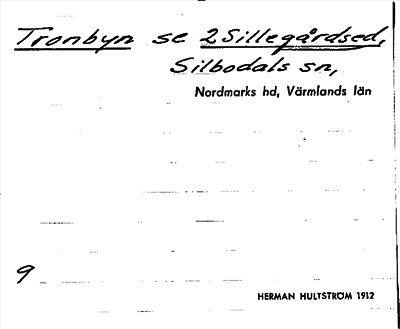 Tronbyn se 2 Sillegårdsed,
Silbodals sn,
Nordmarks hd, Värmlands län
9
HERMAN HULTSTRÖM 1912